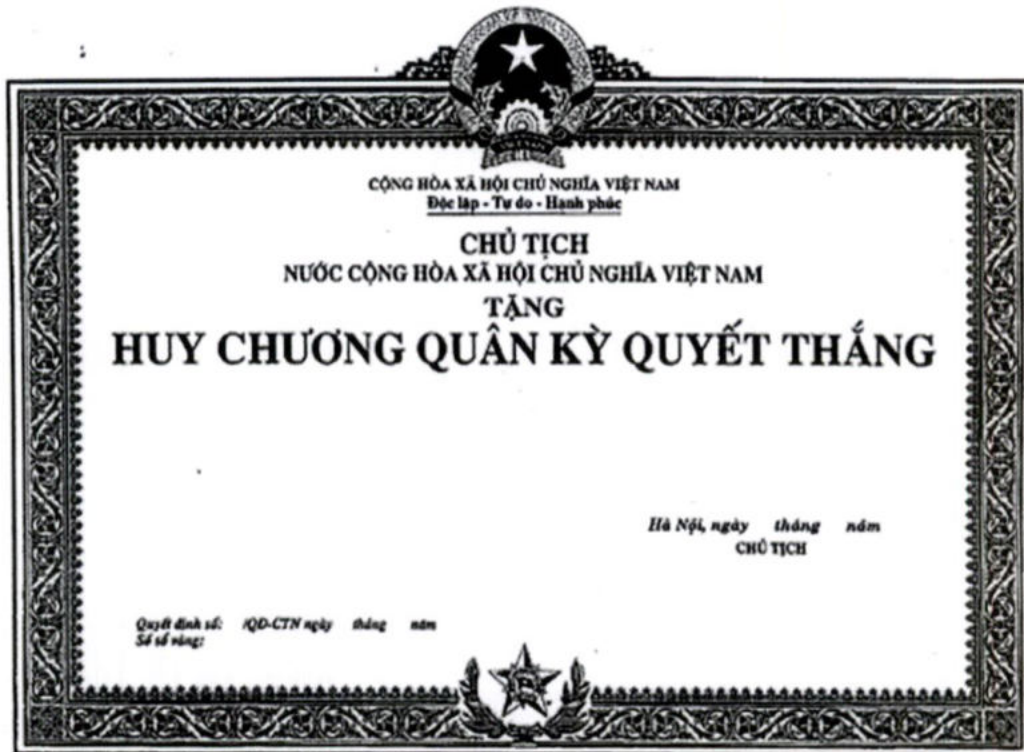 CỘNG HÒA XÃ HỘI CHỦ NGHĨA VIỆT NAM
Độc lập - Tự do - Hạnh phúc
CHỦ TỊCH
NƯỚC CỘNG HÒA XÃ HỘI CHỦ NGHĨA VIỆT NAM
TẶNG
HUY CHƯƠNG QUÂN KỲ QUYẾT THẮNG
Hà Nội, ngày tháng năm
CHỦ TỊCH
Quyết định số: /QĐ-CTN ngày tháng năm
Số sổ vàng: